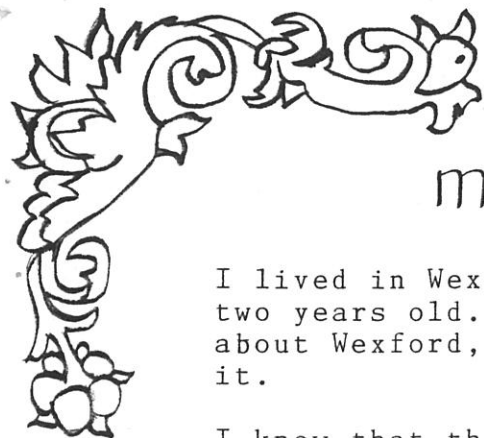 m
I lived in Wex
two years old.
about Wexford,
it.
I know that th